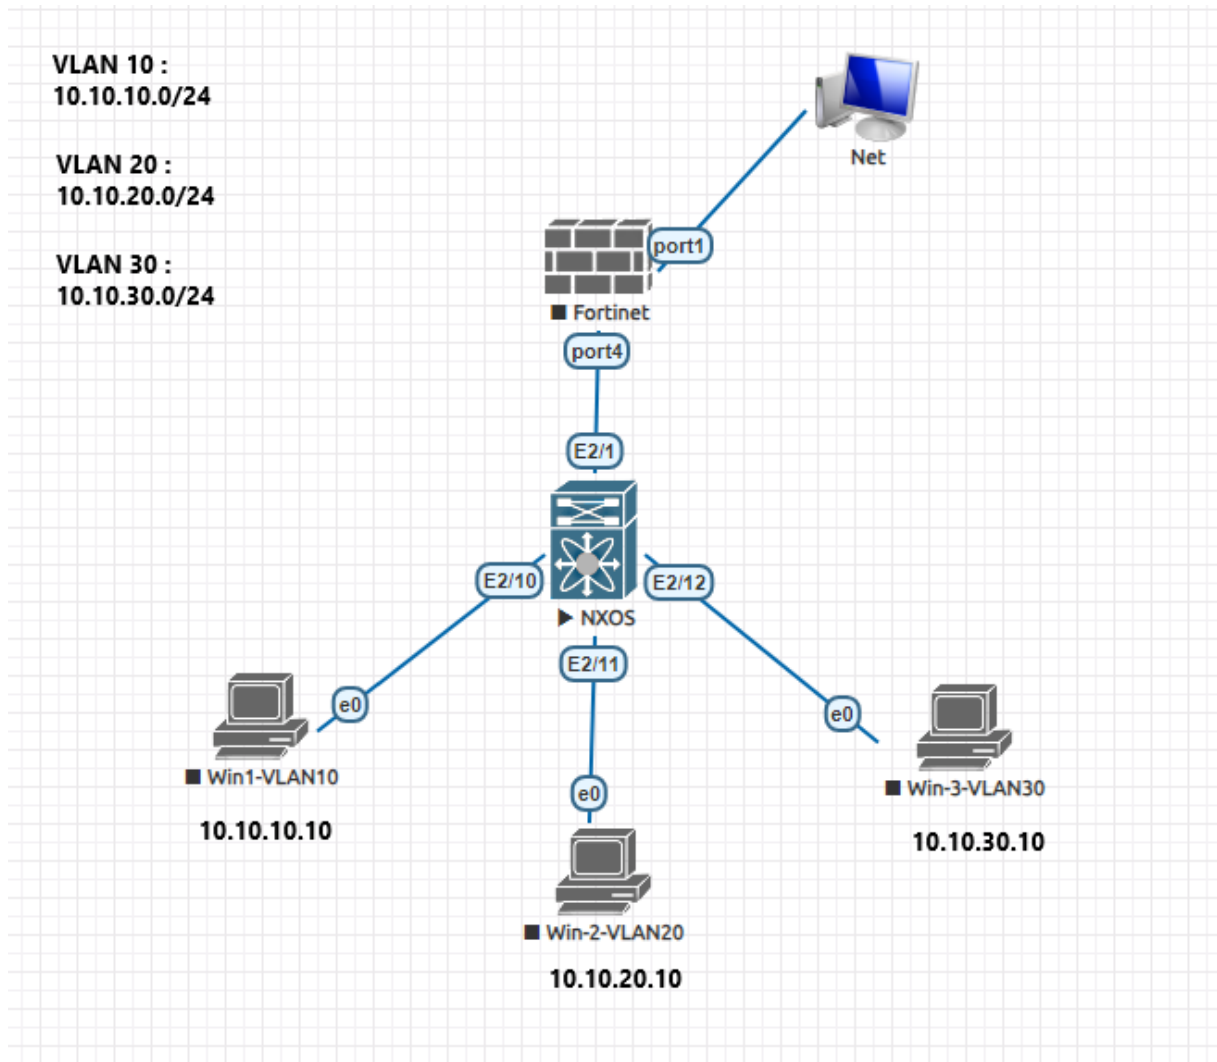 VLAN 10 :
10.10.10.0/24
VLAN 20 :
10.10.20.0/24
VLAN 30 :
10.10.30.0/24
Net
port1
Fortinet
port4
E2/1
E2/10
E2/12
NXOS
E2/11
e0
e0
Win1-VLAN10
Win-3-VLAN30
e0
10.10.10.10
10.10.30.10
Win-2-VLAN20
10.10.20.10